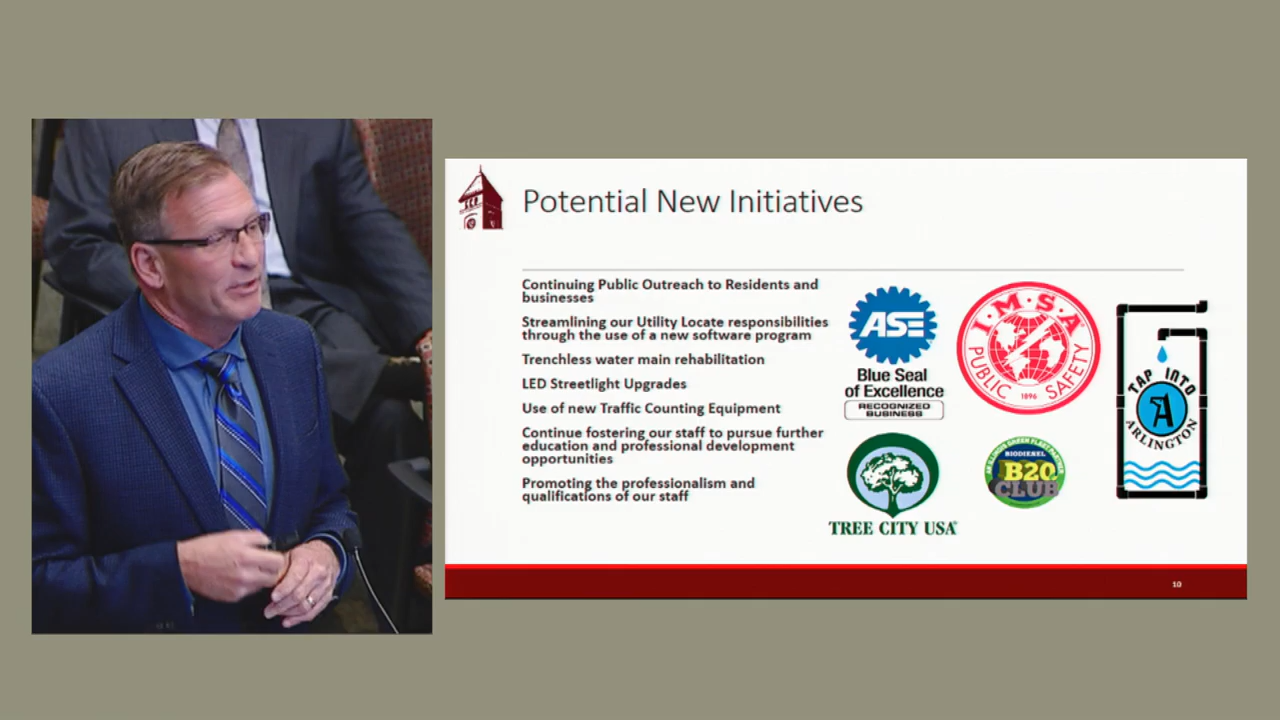 Potential New Initiatives
Continuing Public Outreach to Residents and
businesses
Streamlining our Utility Locate responsibilities
through the use of a new software program
Trenchless water main rehabilitation
LED Streetlight Upgrades
Use of new Traffic Counting Equipment
Continue fostering our staff to pursue further
education and professional development
opportunities
Promoting the professionalism and
qualifications of our staff
ASE
Blue Seal
of Excellence
RECOGNIZED
BUSINESS
I·M·S·A
PUBLIC SAFETY
1896
TAP INTO
A
ARLINGTON
TREE CITY USA
BIODIESEL
B20
CLUB
10